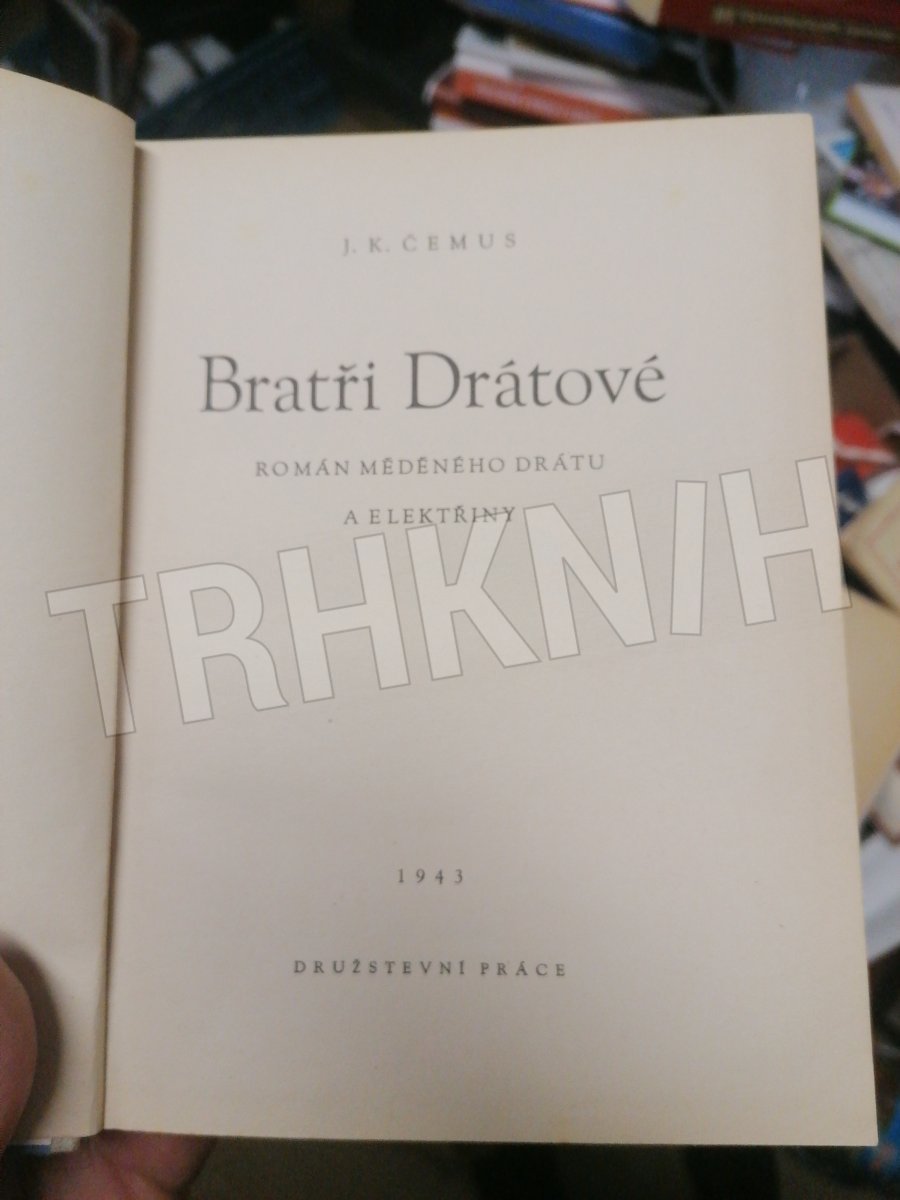 J. K. ČEMUS
Bratři Drátové
ROMÁN MĚDĚNÉHO DRÁTU
A ELEKTŘINY
TRHKNIH
1943
DRUŽSTEVNÍ PRÁCE